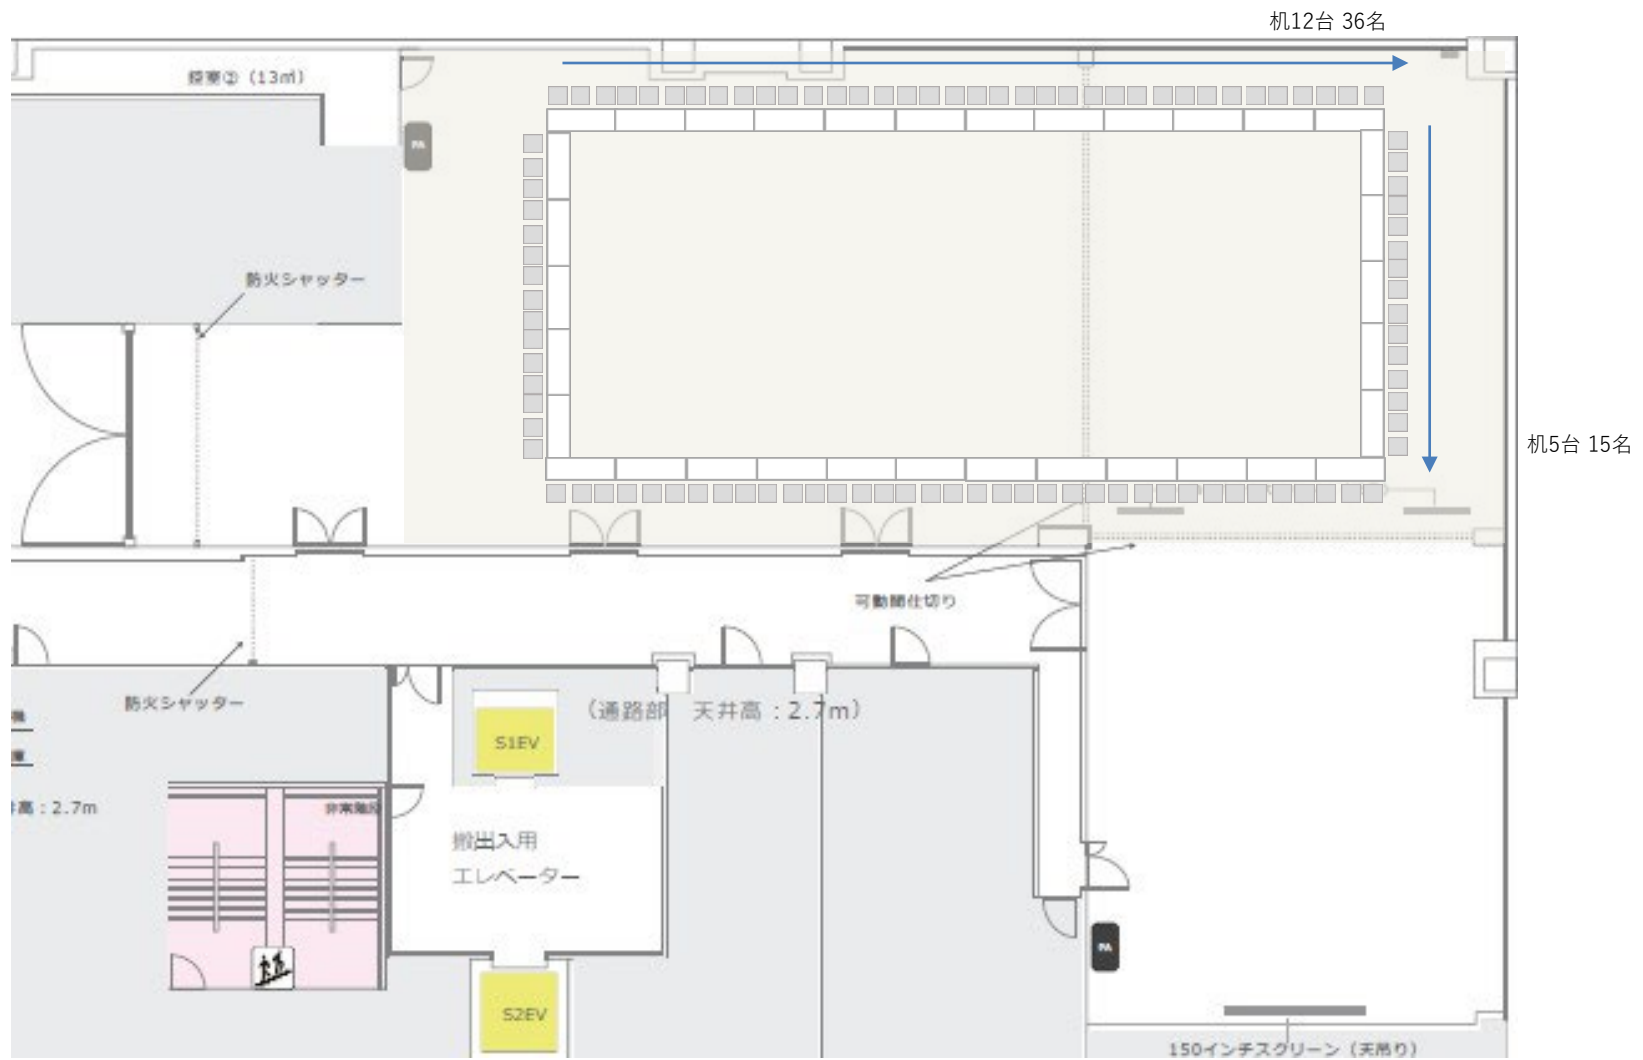 机12台 36名
控室②（13㎡）
PA
防火シャッター
机5台 15名
可動間仕切り
防火シャッター
（通路部　天井高：2.7m）
S1EV
高：2.7m
非常階段
搬出入用
エレベーター
PA
S2EV
150インチスクリーン（天吊り）